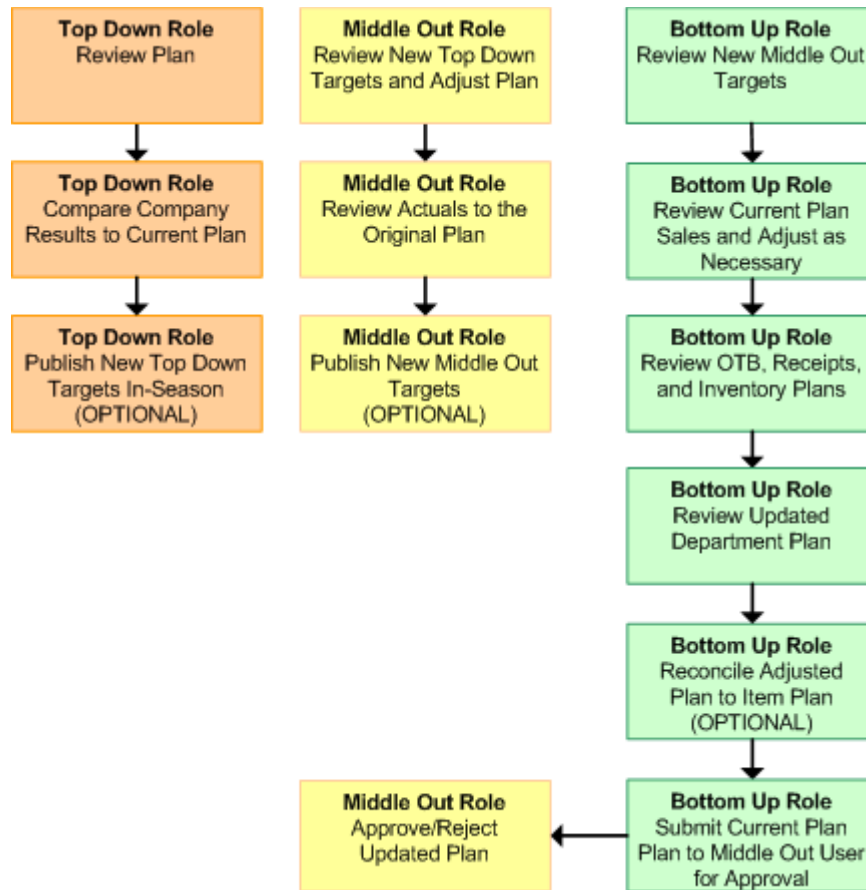 Top Down Role
Review Plan
Top Down Role
Compare Company
Results to Current Plan
Top Down Role
Publish New Top Down
Targets In-Season
(OPTIONAL)
Middle Out Role
Review New Top Down
Targets and Adjust Plan
Middle Out Role
Review Actuals to the
Original Plan
Middle Out Role
Publish New Middle Out
Targets
(OPTIONAL)
Bottom Up Role
Review New Middle Out
Targets
Bottom Up Role
Review Current Plan
Sales and Adjust as
Necessary
Bottom Up Role
Review OTB, Receipts,
and Inventory Plans
Bottom Up Role
Review Updated
Department Plan
Bottom Up Role
Reconcile Adjusted
Plan to Item Plan
(OPTIONAL)
Bottom Up Role
Submit Current Plan
Plan to Middle Out User
for Approval
Middle Out Role
Approve/Reject
Updated Plan